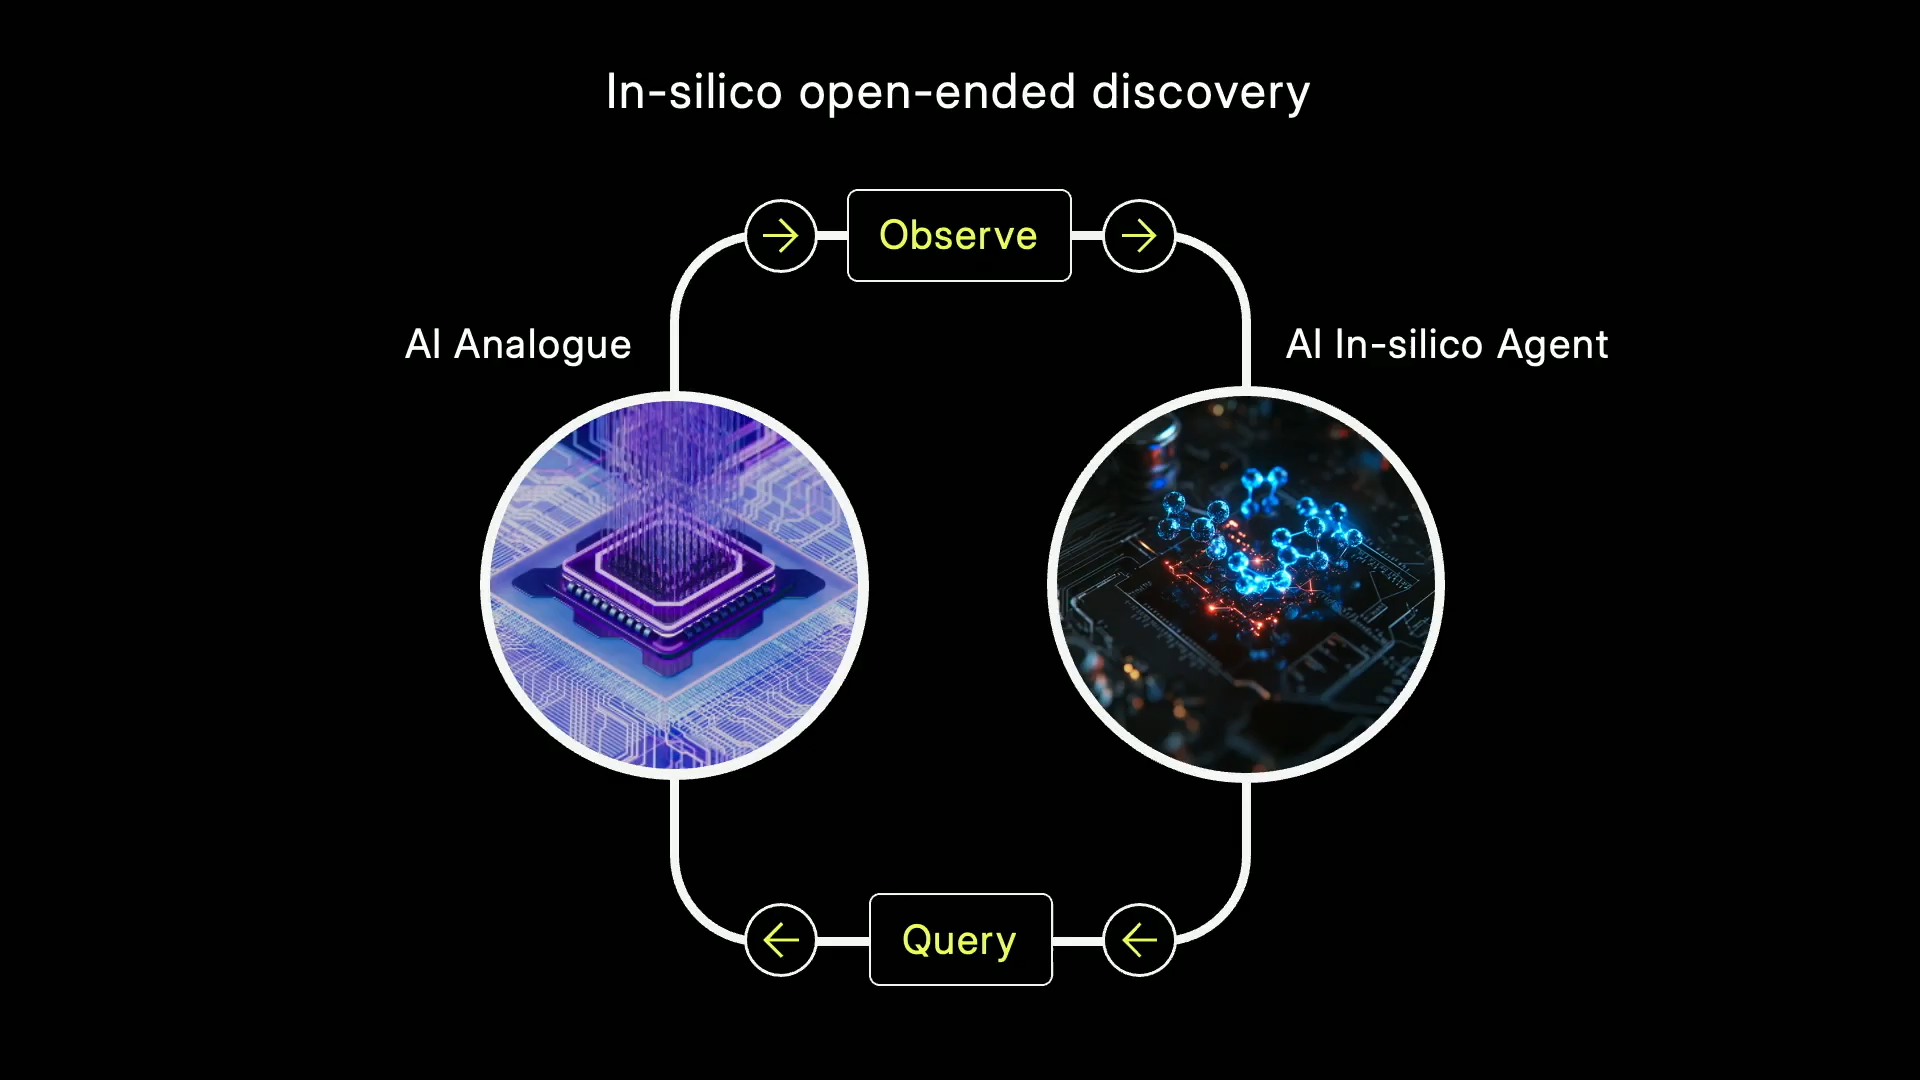 In-silico open-ended discovery
Observe
AI Analogue
AI In-silico Agent
Query